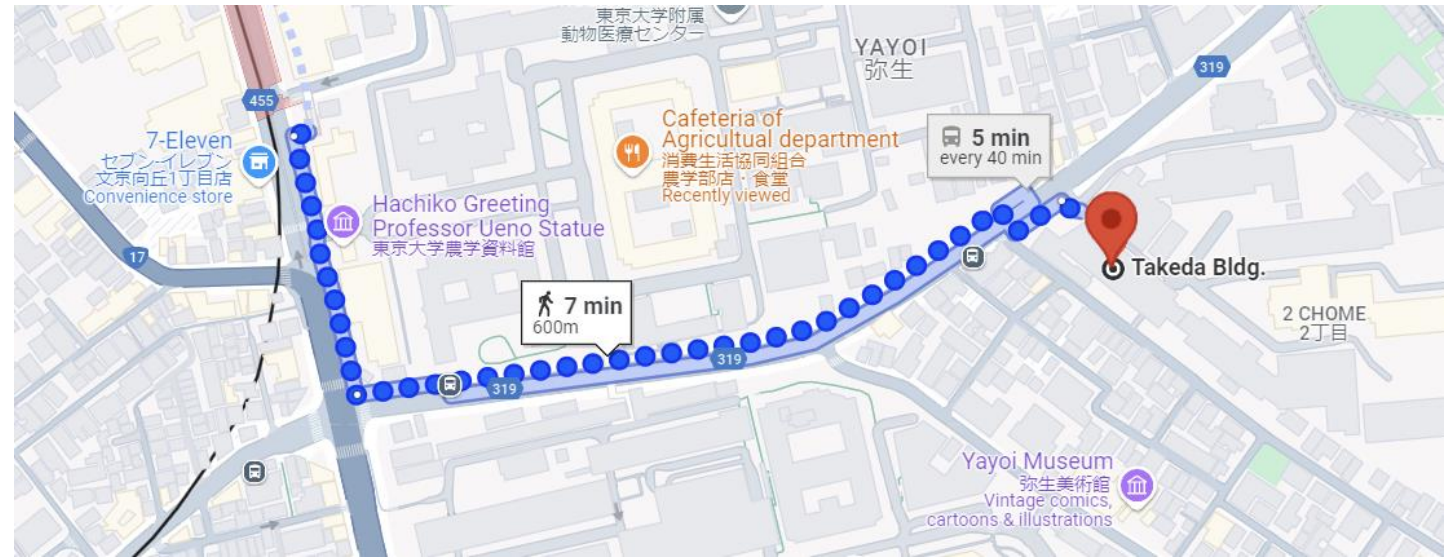 東京大学附属
動物医療センター
YAYOI
弥生
319
455
7-Eleven
セブン-イレブン
文京向丘1丁目店
Convenience store
Cafeteria of
Agricultual department
消費生活協同組合
農学部店・食堂
Recently viewed
5 min
every 40 min
Hachiko Greeting
Professor Ueno Statue
東京大学農学資料館
17
Takeda Bldg.
7 min
600m
2 CHOME
2丁目
319
319
Yayoi Museum
弥生美術館
Vintage comics,
cartoons & illustrations